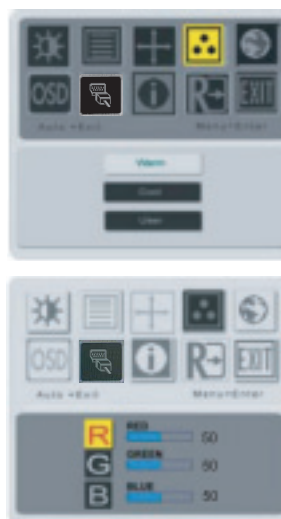 OSD i R EXIT
Auto =Exit Menu=Enter
Warm
Cool
User
OSD i R EXIT
Auto =Exit Menu=Enter
R RED 50
G GREEN 50
B BLUE 50